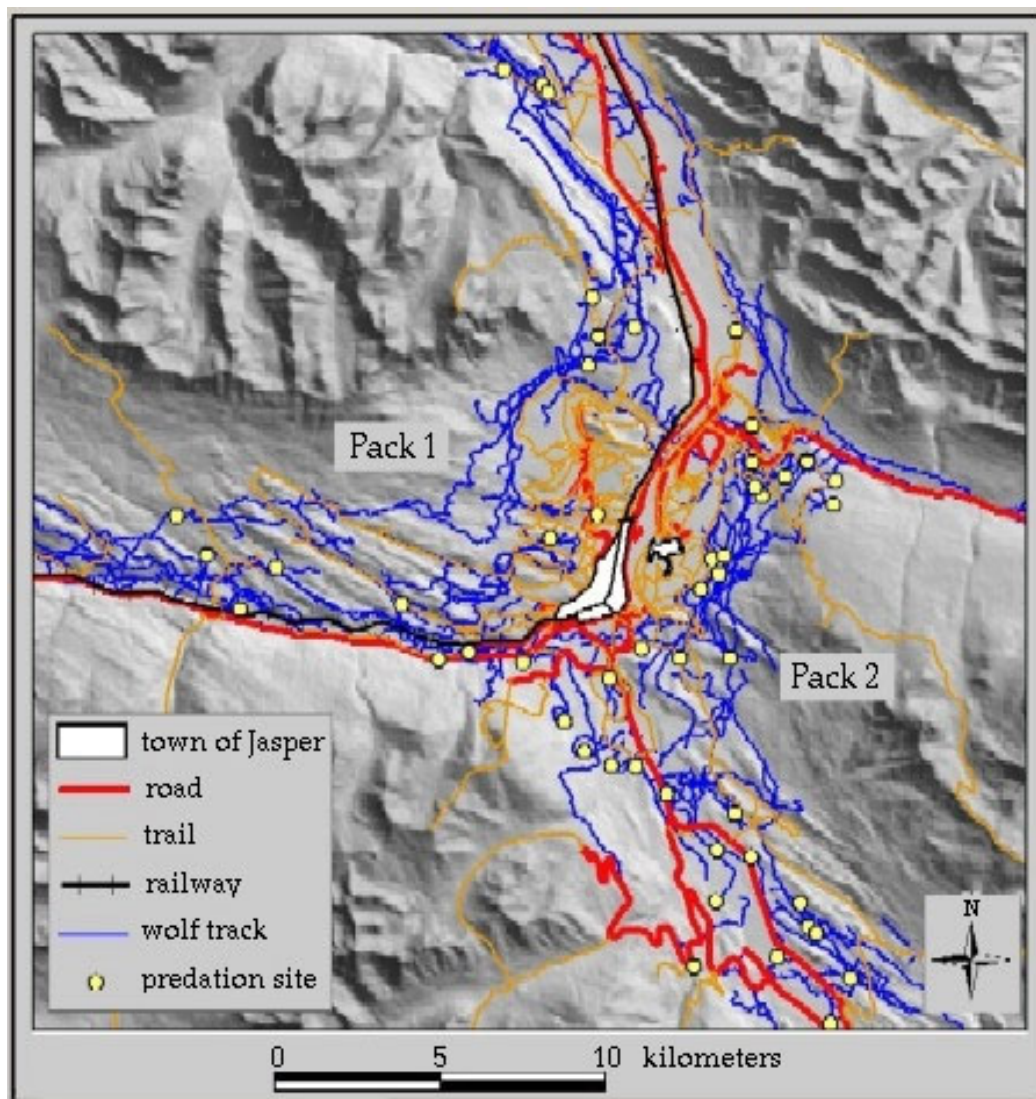 Pack 1
Pack 2
town of Jasper
road
trail
railway
wolf track
predation site
N
0 5 10 kilometers